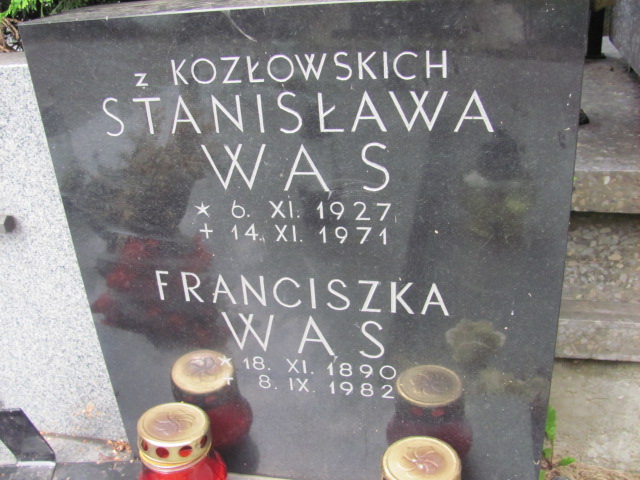 z KOZŁOWSKICH
STANISŁAWA
WĄS
* 6. XI. 1927
+ 14. XI. 1971
FRANCISZKA
WĄS
* 18. XI. 1890
+ 8. IX. 1982